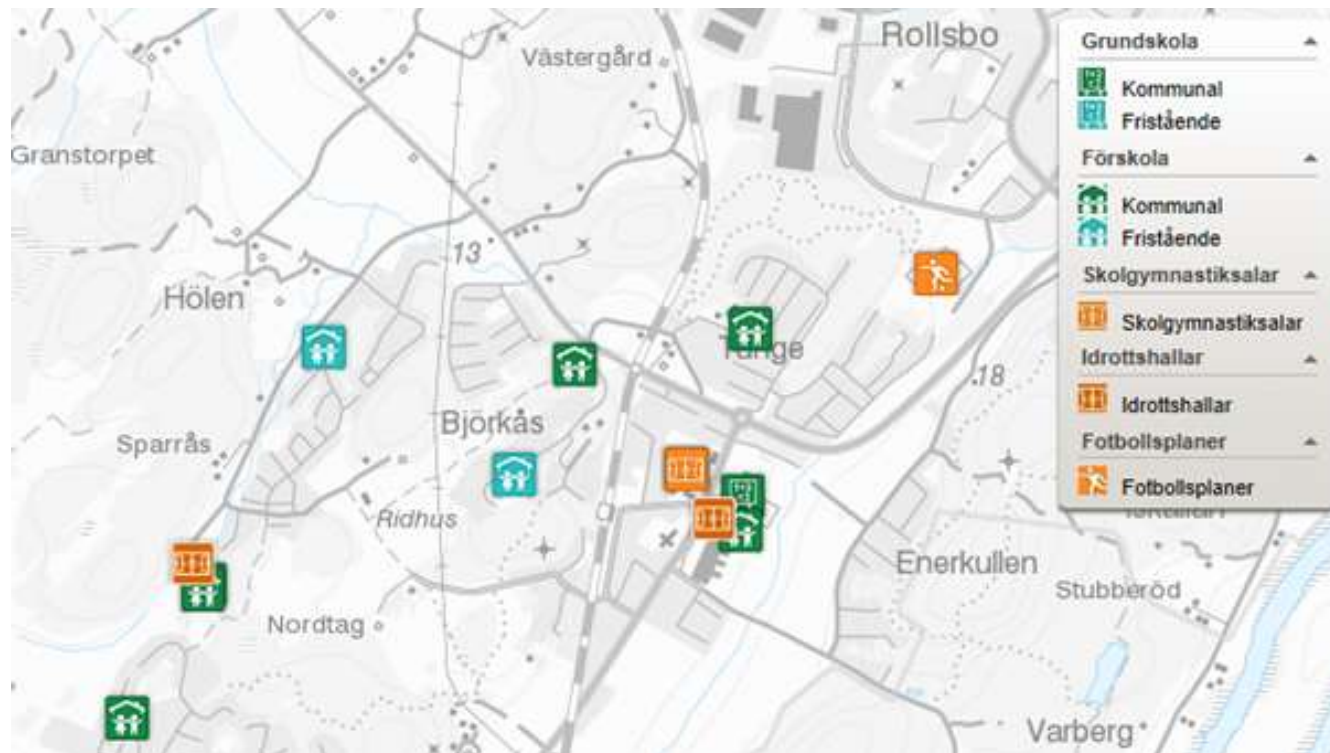 Rollsbo
Västergård
Granstorpet
13
Hölen
Tunge
18
Björkås
Sparrås
Ridhus
Enerkullen
Stubberöd
Nordtag
Varberg
Grundskola
Kommunal
Fristående
Förskola
Kommunal
Fristående
Skolgymnastiksalar
Skolgymnastiksalar
Idrottshallar
Idrottshallar
Fotbollsplaner
Fotbollsplaner